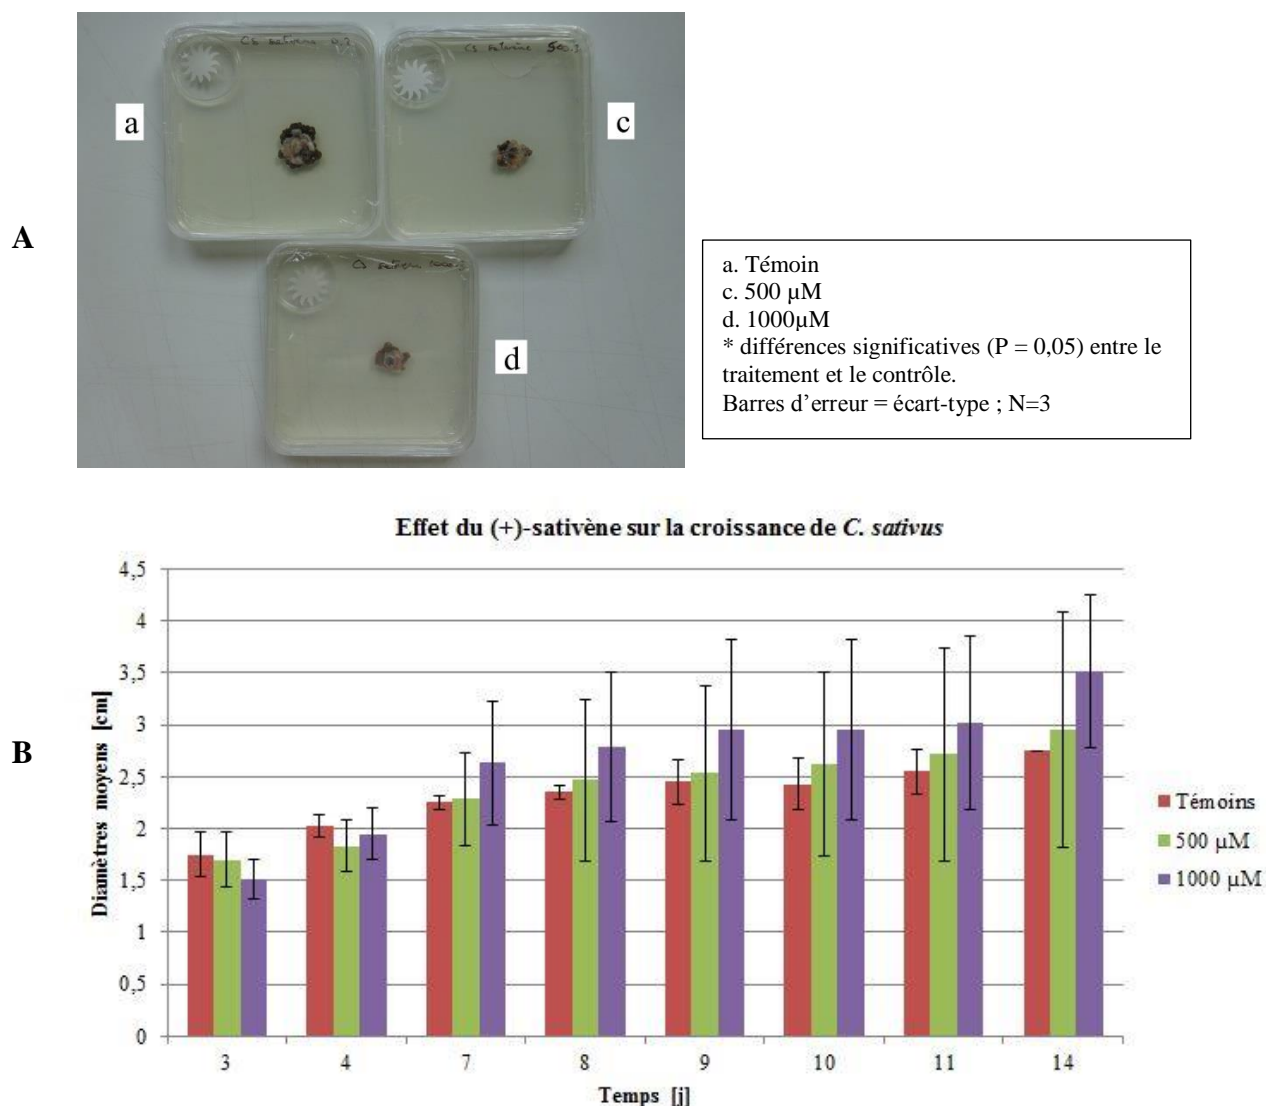 A
a
c
d
a. Témoin
c. 500 µM
d. 1000µM
* différences significatives (P = 0,05) entre le
traitement et le contrôle.
Barres d'erreur = écart-type ; N=3
B
Effet du (+)-sativène sur la croissance de C. sativus
Diamètres moyens [cm]
4,5
4
3,5
3
2,5
2
1,5
1
0,5
0
3 4 7 8 9 10 11 14
Temps [j]
Témoins
500 µM
1000 µM